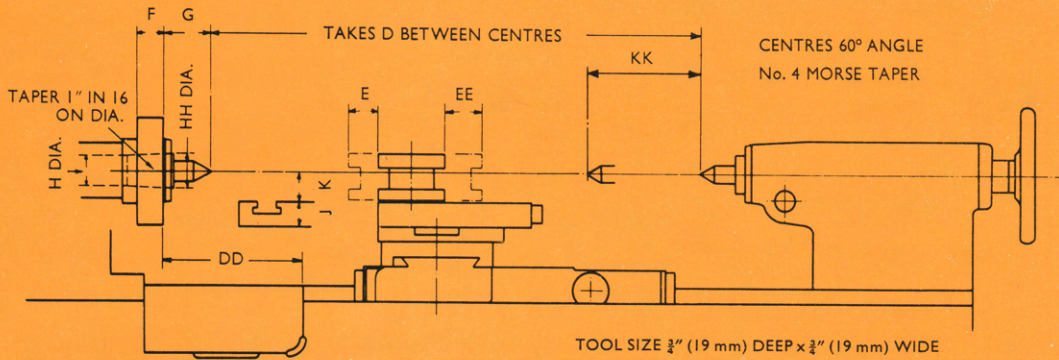 F
G
TAKES D BETWEEN CENTRES
CENTRES 60° ANGLE
No. 4 MORSE TAPER
KK
TAPER 1" IN 16
ON DIA.
HH DIA.
H DIA.
E
EE
K
J
DD
TOOL SIZE ¾" (19 mm) DEEP x ¾" (19 mm) WIDE